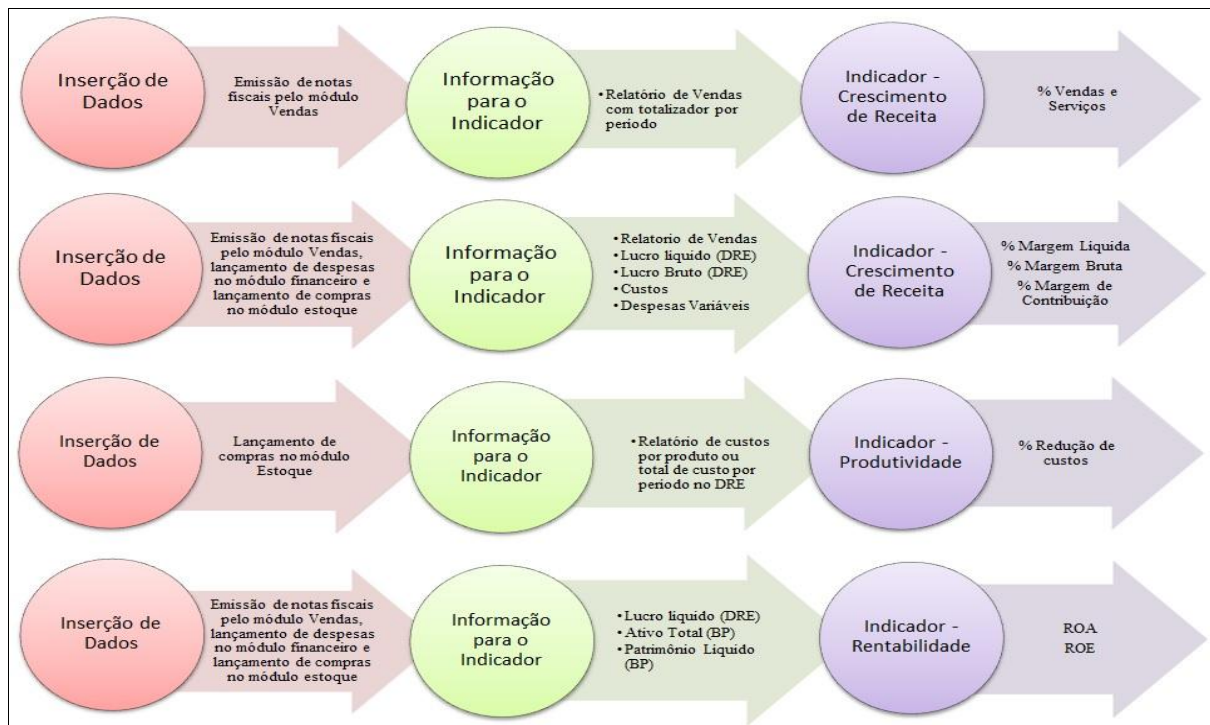 Inserção de
Dados
Emissão de notas
fiscais pelo módulo
Vendas
Informação
para o
Indicador
• Relatório de Vendas
com totalizador por
período
Indicador -
Crescimento
de Receita
% Vendas e
Serviços
Inserção de
Dados
Emissão de notas fiscais
pelo módulo Vendas,
lançamento de despesas
no módulo financeiro e
lançamento de compras
no módulo estoque
Informação
para o
Indicador
• Relatorio de Vendas
• Lucro líquido (DRE)
• Lucro Bruto (DRE)
• Custos
• Despesas Variáveis
Indicador -
Crescimento
de Receita
% Margem Líquida
% Margem Bruta
% Margem de
Contribuição
Inserção de
Dados
Lançamento de
compras no módulo
Estoque
Informação
para o
Indicador
• Relatório de custos
por produto ou
total de custo por
período no DRE
Indicador -
Produtividade
% Redução de
custos
Inserção de
Dados
Emissão de notas fiscais
pelo módulo Vendas,
lançamento de despesas
no módulo financeiro e
lançamento de compras
no módulo estoque
Informação
para o
Indicador
• Lucro líquido (DRE)
• Ativo Total (BP)
• Patrimônio Líquido
(BP)
Indicador -
Rentabilidade
ROA
ROE